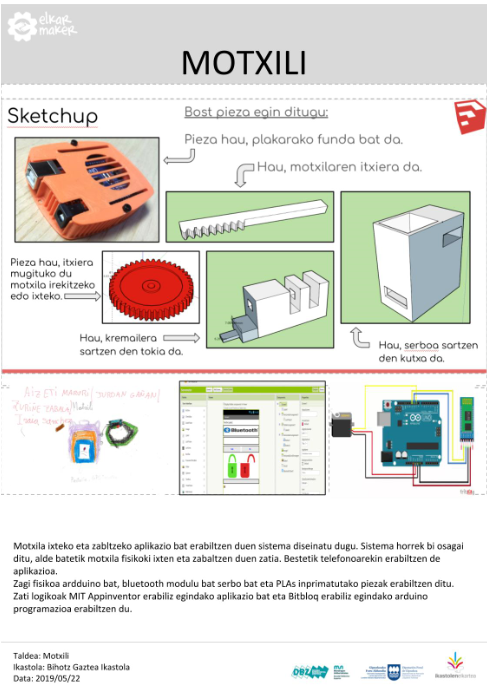 elkar
maker
MOTXILI
Sketchup
Bost pieza egin ditugu:
Pieza hau, plakarako funda bat da.
Hau, motxilaren itxiera da.
Pieza hau, itxiera
mugituko du
motxila irekitzeko
edo ixteko.
Hau, kremailera
sartzen den tokia da.
Hau, serboa sartzen
den kutxa da.
Bluetooth
ARDUINO
Motxila ixteko eta zabltzeko aplikazio bat erabiltzen duen sistema diseinatu dugu. Sistema horrek bi osagai
ditu, alde batetik motxila fisikoki ixten eta zabaltzen duen zatia. Bestetik telefonoarekin erabiltzen de
aplikazioa.
Zagi fisikoa ardduino bat, bluetooth modulu bat serbo bat eta PLAs inprimatutako piezak erabiltzen ditu.
Zati logikoak MIT Appinventor erabiliz egindako aplikazio bat eta Bitbloq erabiliz egindako arduino
programazioa erabiltzen du.
Taldea: Motxili
Ikastola: Bihotz Gaztea Ikastola
Data: 2019/05/22
ikastolenelkartea